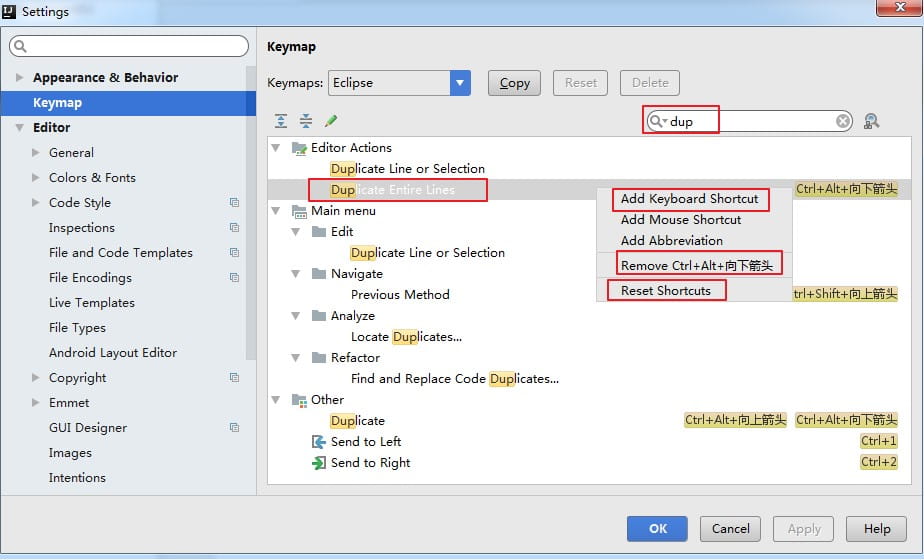 Settings
Keymap
Appearance & Behavior
Keymap
Editor
General
Colors & Fonts
Code Style
Inspections
File and Code Templates
File Encodings
Live Templates
File Types
Android Layout Editor
Copyright
Emmet
GUI Designer
Images
Intentions
Keymaps: Eclipse Copy Reset Delete
dup
Editor Actions
Duplicate Line or Selection
Duplicate Entire Lines Ctrl+Alt+向下箭头
Main menu
Edit
Duplicate Line or Selection
Navigate
Previous Method trl+Shift+向上箭头
Analyze
Locate Duplicates...
Refactor
Find and Replace Code Duplicates...
Other
Duplicate Ctrl+Alt+向上箭头 Ctrl+Alt+向下箭头
Send to Left Ctrl+1
Send to Right Ctrl+2
Add Keyboard Shortcut
Add Mouse Shortcut
Add Abbreviation
Remove Ctrl+Alt+向下箭头
Reset Shortcuts
OK Cancel Apply Help